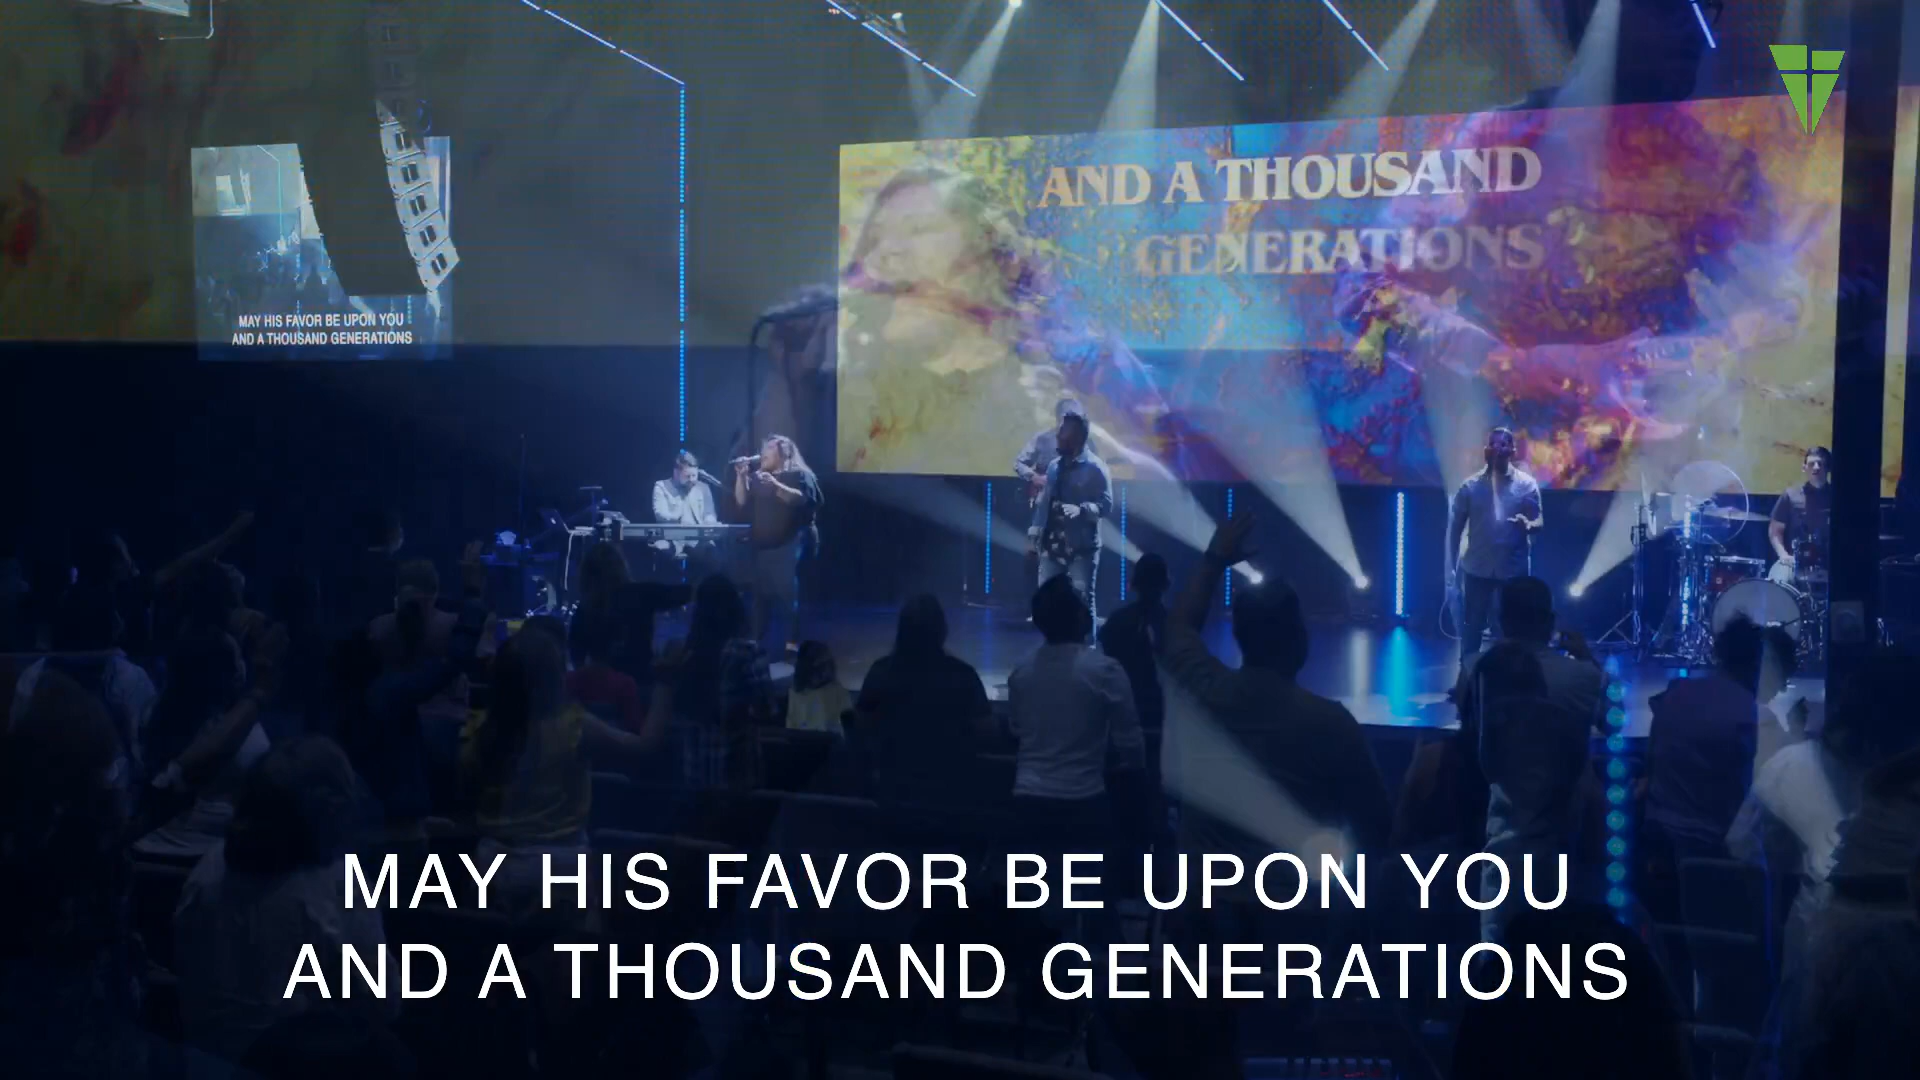 AND A THOUSAND
GENERATIONS
MAY HIS FAVOR BE UPON YOU
AND A THOUSAND GENERATIONS
MAY HIS FAVOR BE UPON YOU
AND A THOUSAND GENERATIONS